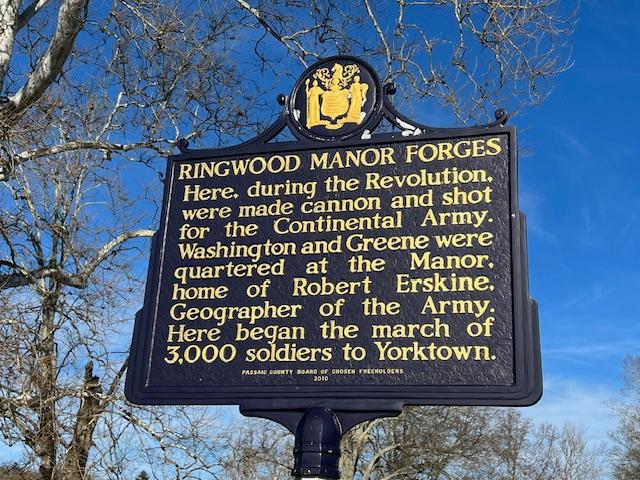 RINGWOOD MANOR FORGES
Here, during the Revolution,
were made cannon and shot
for the Continental Army.
Washington and Greene were
quartered at the Manor,
home of Robert Erskine,
Geographer of the Army.
Here began the march of
3,000 soldiers to Yorktown.
PASSAIC COUNTY BOARD OF CHOSEN FREEHOLDERS
2010